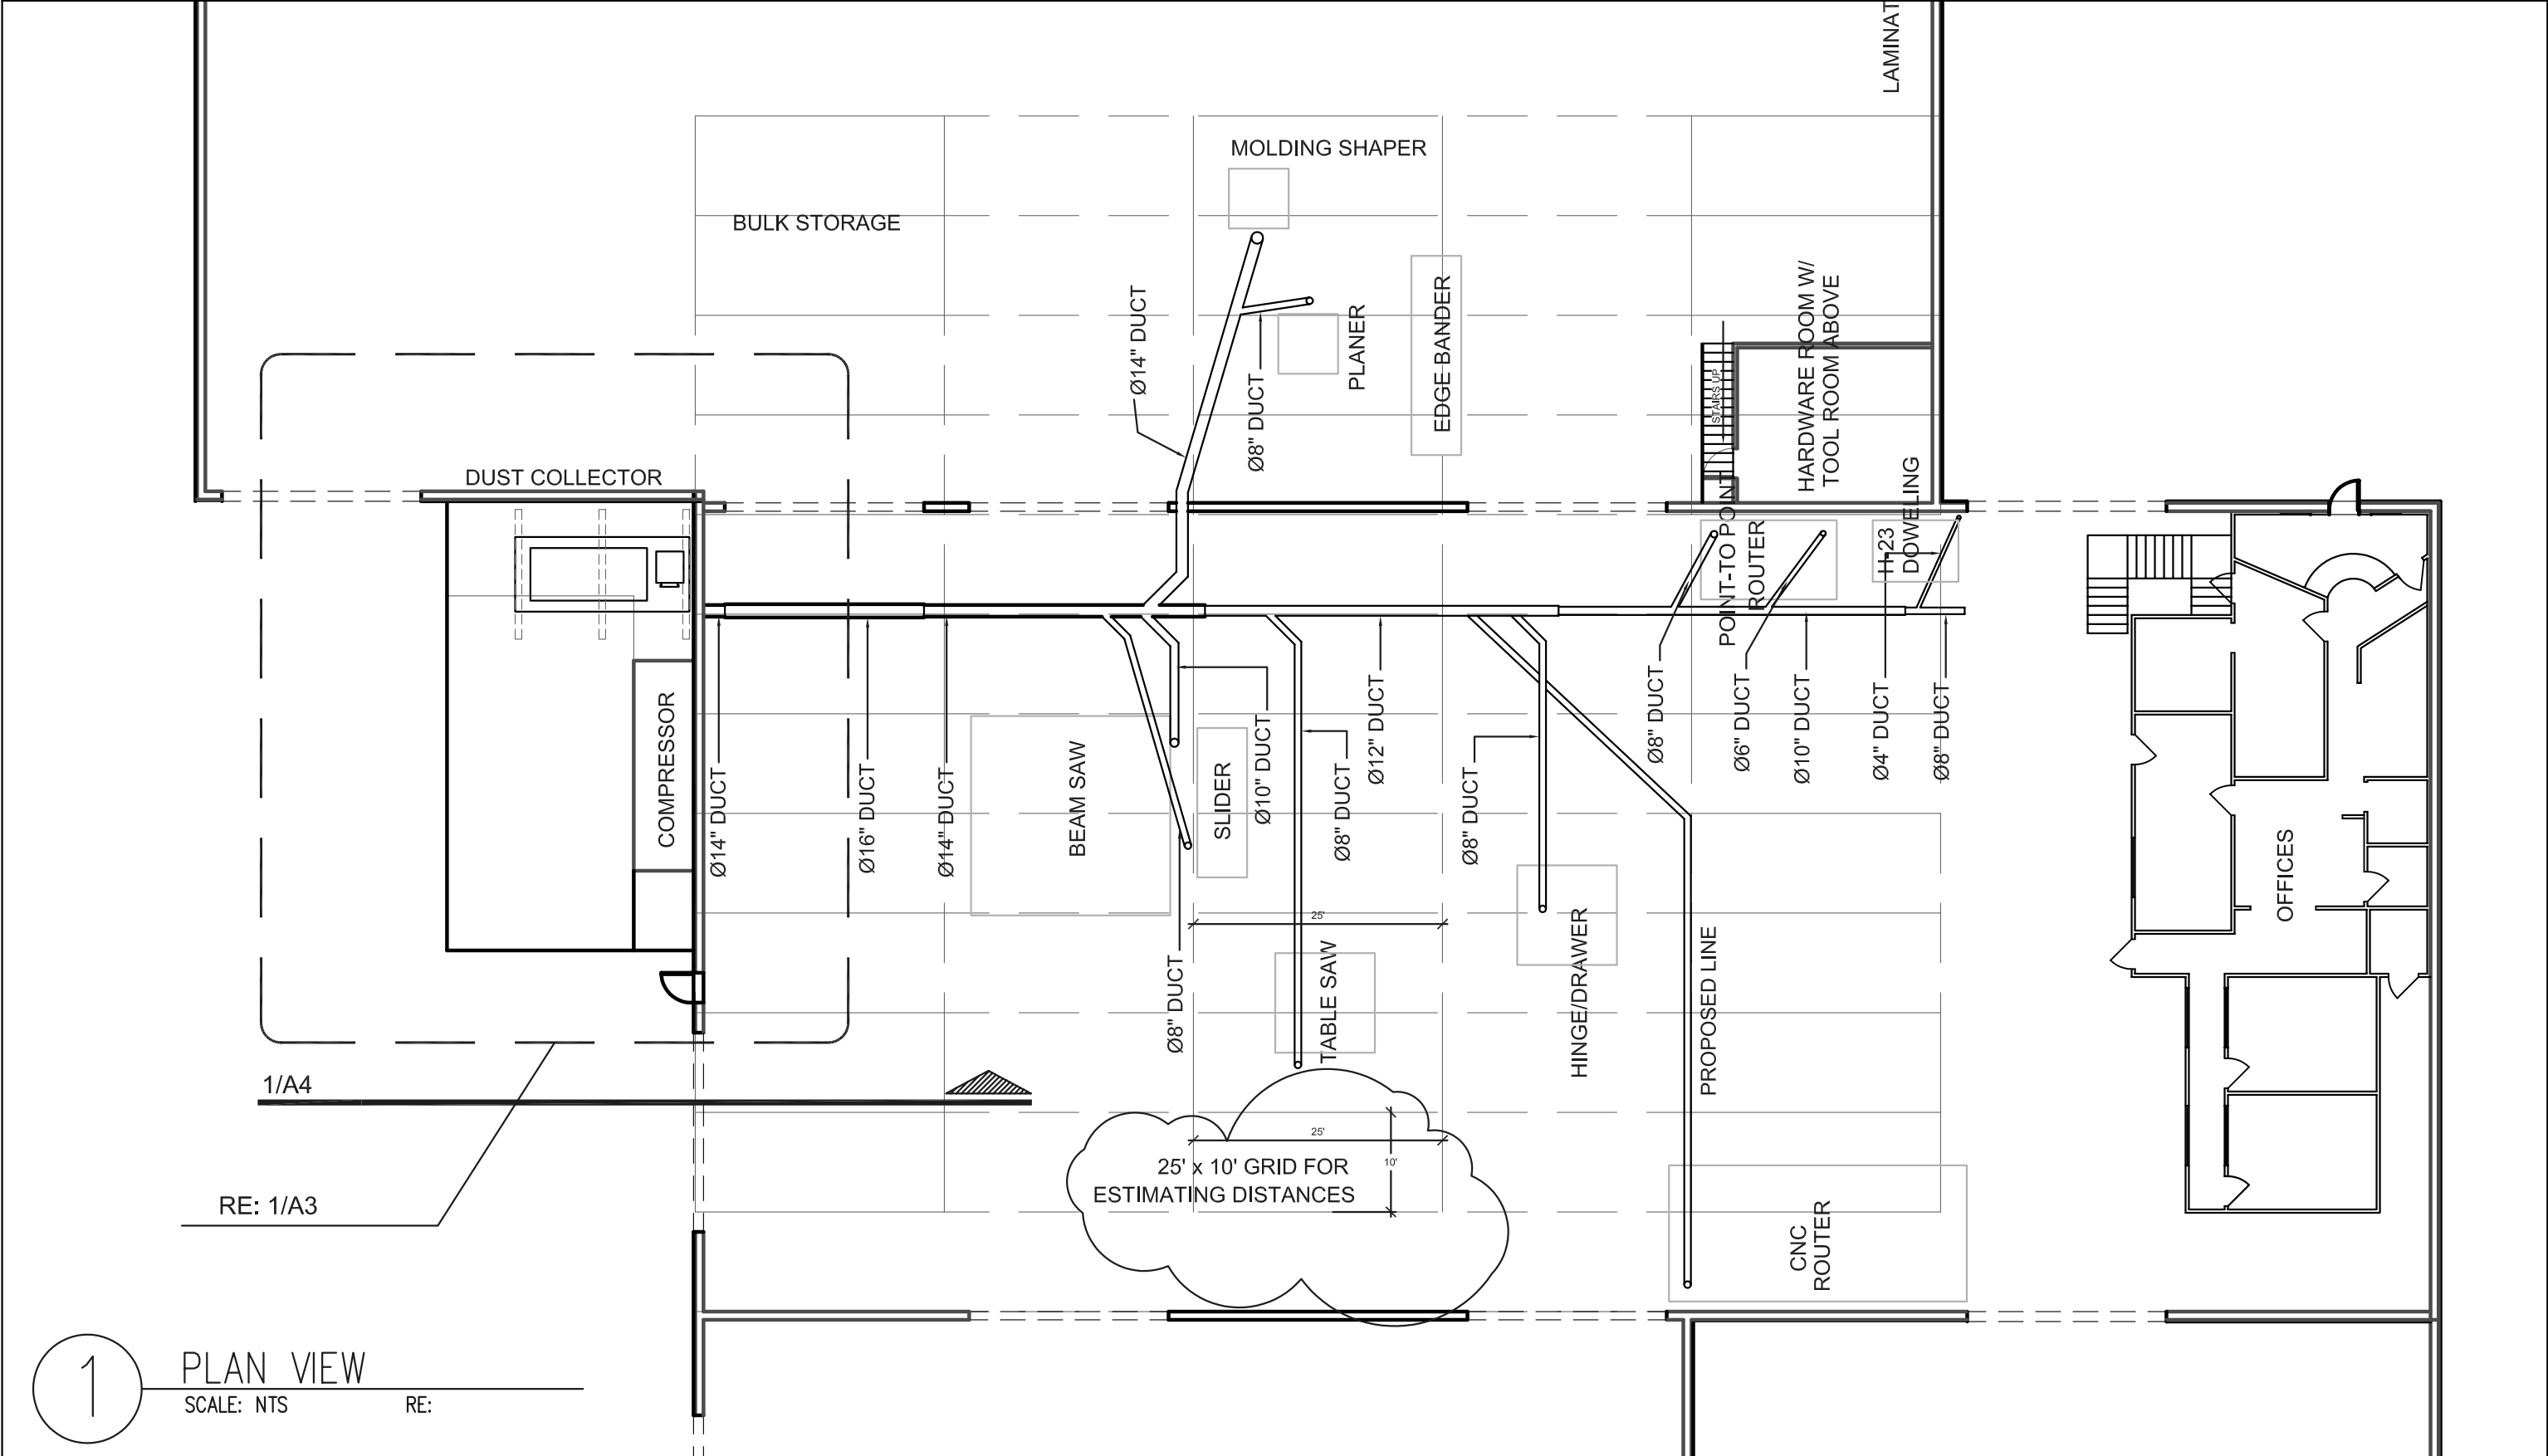 LAMINAT
MOLDING SHAPER
BULK STORAGE
Ø14" DUCT
Ø8" DUCT
PLANER
EDGE BANDER
STAIRS UP
HARDWARE ROOM W/
TOOL ROOM ABOVE
DUST COLLECTOR
POINT-TO POINT
ROUTER
H-23
DOWELING
COMPRESSOR
Ø14" DUCT
Ø16" DUCT
Ø14" DUCT
BEAM SAW
Ø8" DUCT
SLIDER
Ø10" DUCT
Ø8" DUCT
Ø12" DUCT
Ø8" DUCT
Ø8" DUCT
Ø6" DUCT
Ø10" DUCT
Ø4" DUCT
Ø8" DUCT
OFFICES
25'
TABLE SAW
HINGE/DRAWER
PROPOSED LINE
1/A4
25'
10'
25' x 10' GRID FOR
ESTIMATING DISTANCES
RE: 1/A3
CNC
ROUTER
1
PLAN VIEW
SCALE: NTS RE: